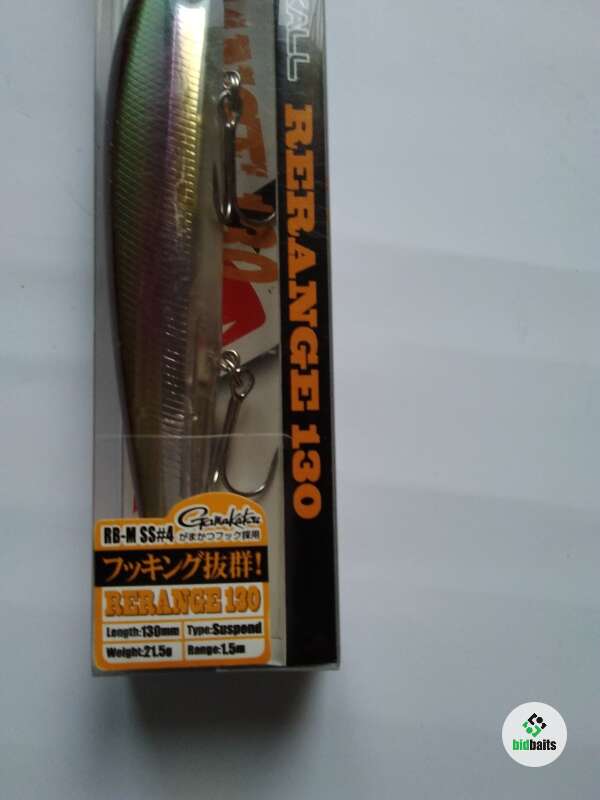 RERANGE 130
RB-M SS#4
Gamakatsu
がまかつフック採用
フッキング抜群!
RERANGE 130
Length:130mm
Type:Suspend
Weight:21.5g
Range:1.5m
bidbaits